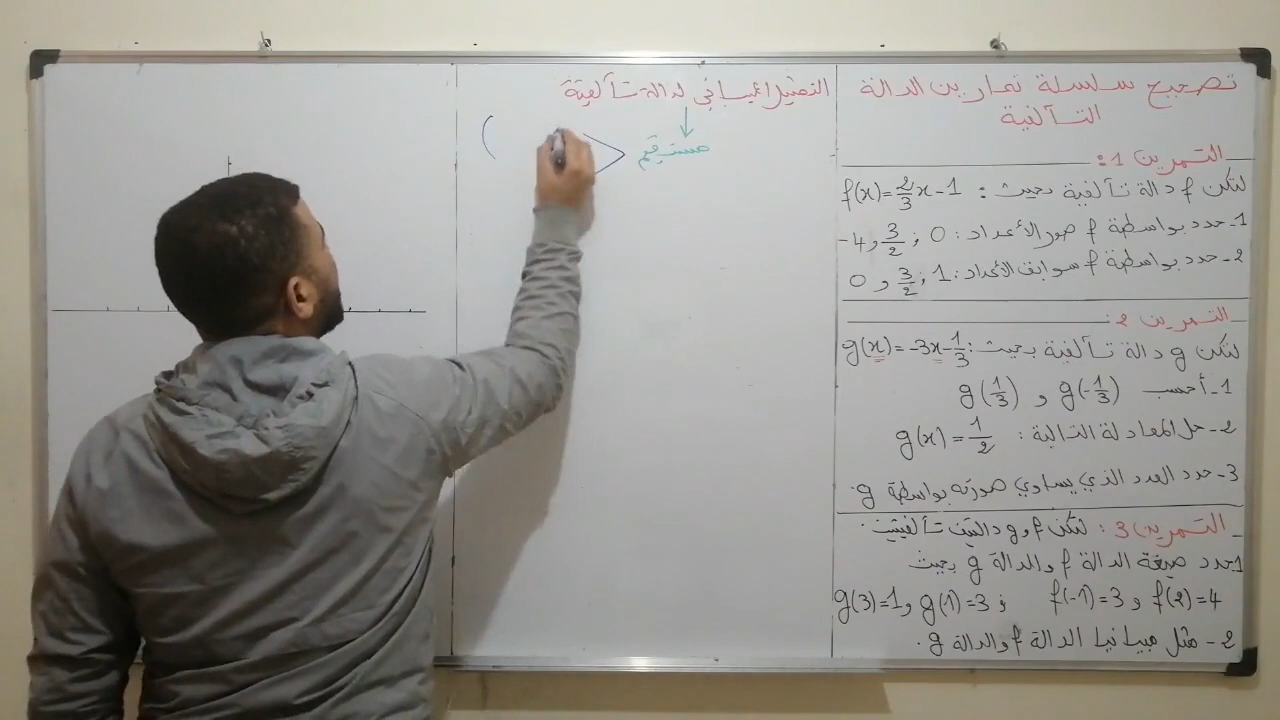 تصحيح سلسلة تمارين الدالة
التآلفية
التمرين 1:
لتكن f دالة تآلفية بحيث: f(x)=2/3x-1
1-حدد بواسطة f صور الأعداد: 0 ; 3/2 و -4
2-حدد بواسطة f سوابق الأعداد: 1 ; 3/2 و 0
التمرين 2:
لتكن g دالة تآلفية بحيث: g(x)=-3x-1/3
1-أحسب g(-1/3) و g(1/3)
2-حل المعادلة التالية: g(x)=1/2
3-حدد العدد الذي يساوي صورته بواسطة g.
التمرين 3: لتكن f و g دالتين تآلفيتين.
1-حدد صيغة الدالة f والدالة g بحيث
f(2)=4 و f(-1)=3 ; g(-1)=3 و g(3)=1
2-مثل مبيانيا الدالة f والدالة g.
التمثيل المبياني لدالة تآلفية
مستقيم
(